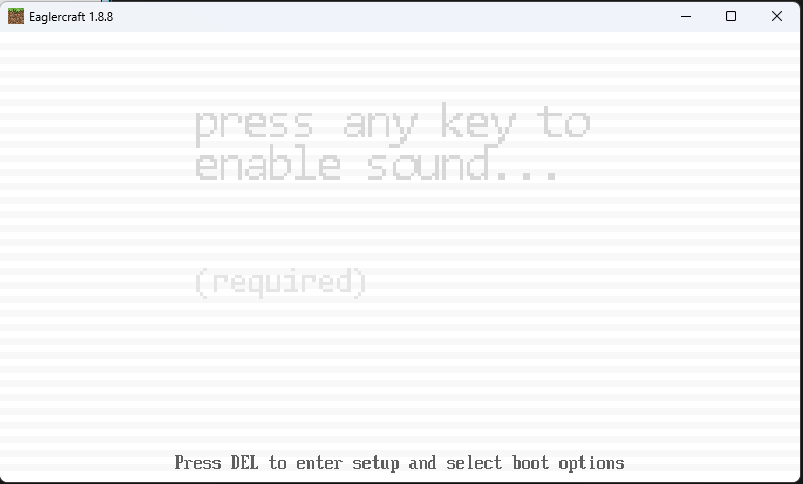 Eaglercraft 1.8.8
press any key to
enable sound...
(required)
Press DEL to enter setup and select boot options